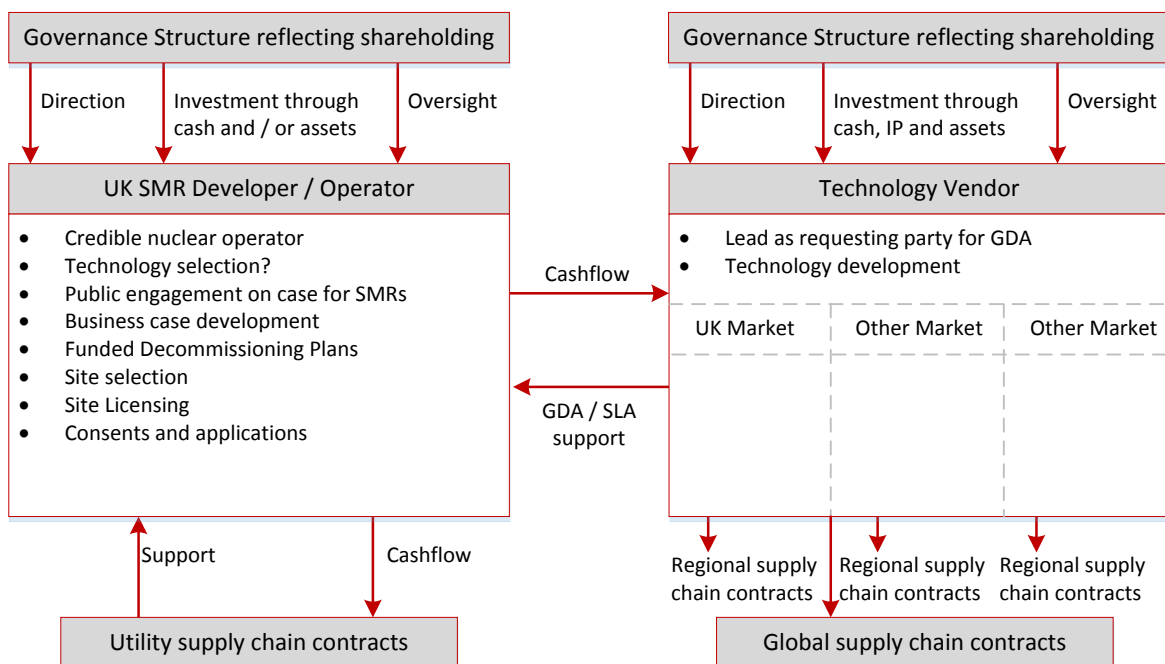 Governance Structure reflecting shareholding
Direction
Investment through
cash and / or assets
Oversight
UK SMR Developer / Operator
• Credible nuclear operator
• Technology selection?
• Public engagement on case for SMRs
• Business case development
• Funded Decommissioning Plans
• Site selection
• Site Licensing
• Consents and applications
Support
Cashflow
Utility supply chain contracts
Cashflow
GDA / SLA
support
Governance Structure reflecting shareholding
Direction
Investment through
cash, IP and assets
Oversight
Technology Vendor
• Lead as requesting party for GDA
• Technology development
UK Market
Other Market
Other Market
Regional supply
chain contracts
Regional supply
chain contracts
Regional supply
chain contracts
Global supply chain contracts